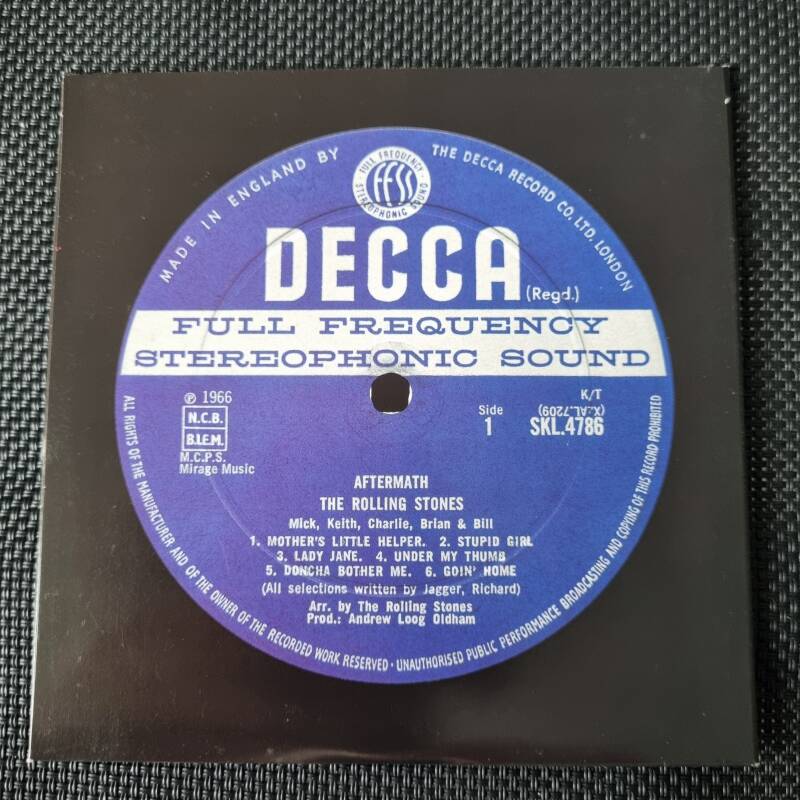 MADE IN ENGLAND BY
THE DECCA RECORD CO. LTD. LONDON
FULL FREQUENCY
FFSS
STEREOPHONIC SOUND
DECCA (Regd.)
FULL FREQUENCY
STEREOPHONIC SOUND
℗ 1966
N.C.B.
B.I.E.M.
M.C.P.S.
Mirage Music
K/T
(X.AL.7209)
Side
1
SKL.4786
AFTERMATH
THE ROLLING STONES
Mick, Keith, Charlie, Brian & Bill
1. MOTHER'S LITTLE HELPER. 2. STUPID GIRL
3. LADY JANE. 4. UNDER MY THUMB
5. DONCHA BOTHER ME. 6. GOIN' HOME
(All selections written by Jagger, Richard)
Arr. by The Rolling Stones
Prod.: Andrew Loog Oldham
ALL RIGHTS OF THE MANUFACTURER AND OF THE OWNER OF THE RECORDED WORK RESERVED · UNAUTHORISED PUBLIC PERFORMANCE BROADCASTING AND COPYING OF THIS RECORD PROHIBITED